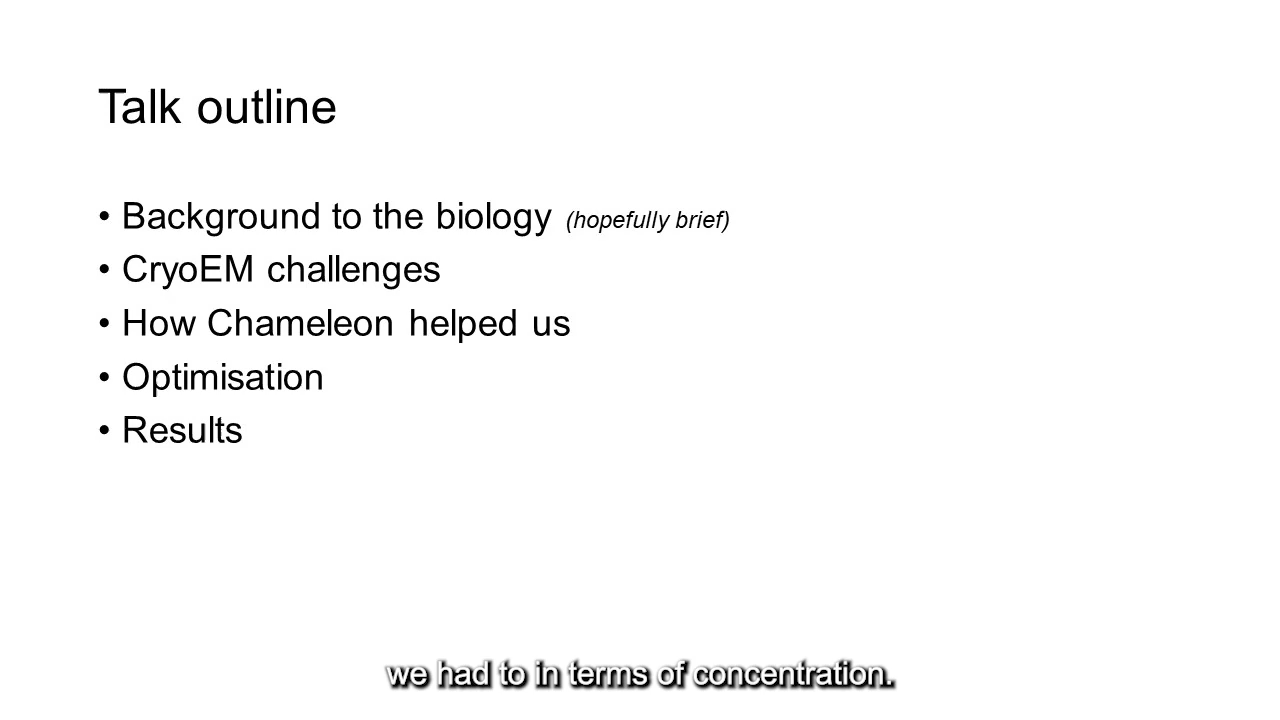 Talk outline
• Background to the biology (hopefully brief)
• CryoEM challenges
• How Chameleon helped us
• Optimisation
• Results
we had to in terms of concentration.